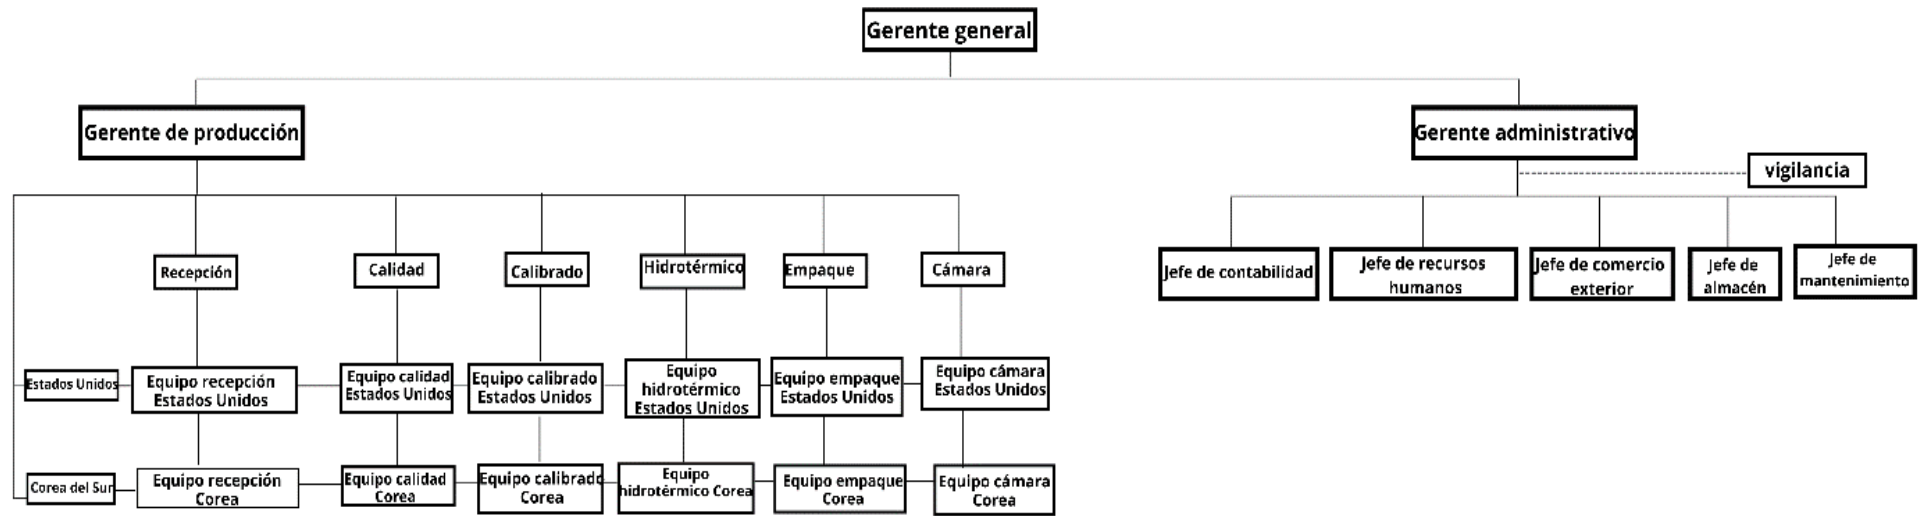 Gerente general
Gerente de producción
Gerente administrativo
vigilancia
Recepción
Calidad
Calibrado
Hidrotérmico
Empaque
Cámara
Jefe de contabilidad
Jefe de recursos
humanos
Jefe de comercio
exterior
Jefe de
almacén
Jefe de
mantenimiento
Estados Unidos
Equipo recepción
Estados Unidos
Equipo calidad
Estados Unidos
Equipo calibrado
Estados Unidos
Equipo
hidrotérmico
Estados Unidos
Equipo empaque
Estados Unidos
Equipo cámara
Estados Unidos
Corea del Sur
Equipo recepción
Corea
Equipo calidad
Corea
Equipo calibrado
Corea
Equipo
hidrotérmico Corea
Equipo empaque
Corea
Equipo cámara
Corea